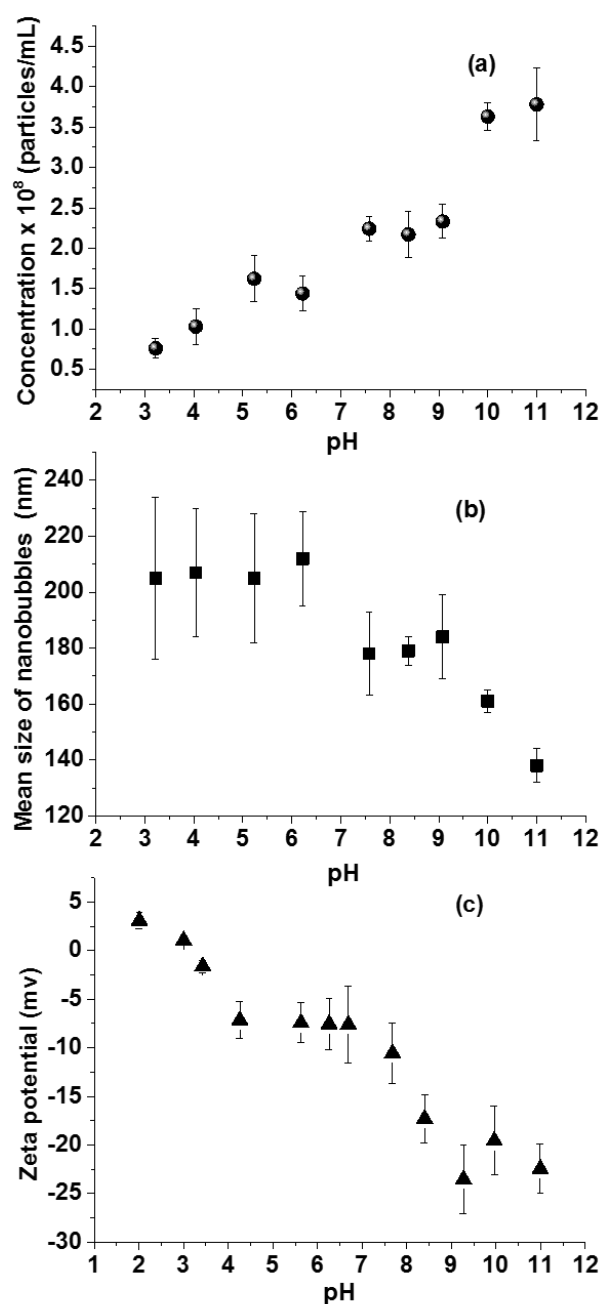 Concentration x 10⁸ (particles/mL)
(a)
4.5
4.0
3.5
3.0
2.5
2.0
1.5
1.0
0.5
2 3 4 5 6 7 8 9 10 11 12
pH
Mean size of nanobubbles (nm)
(b)
240
220
200
180
160
140
120
2 3 4 5 6 7 8 9 10 11 12
pH
Zeta potential (mv)
(c)
5
0
-5
-10
-15
-20
-25
-30
1 2 3 4 5 6 7 8 9 10 11 12
pH